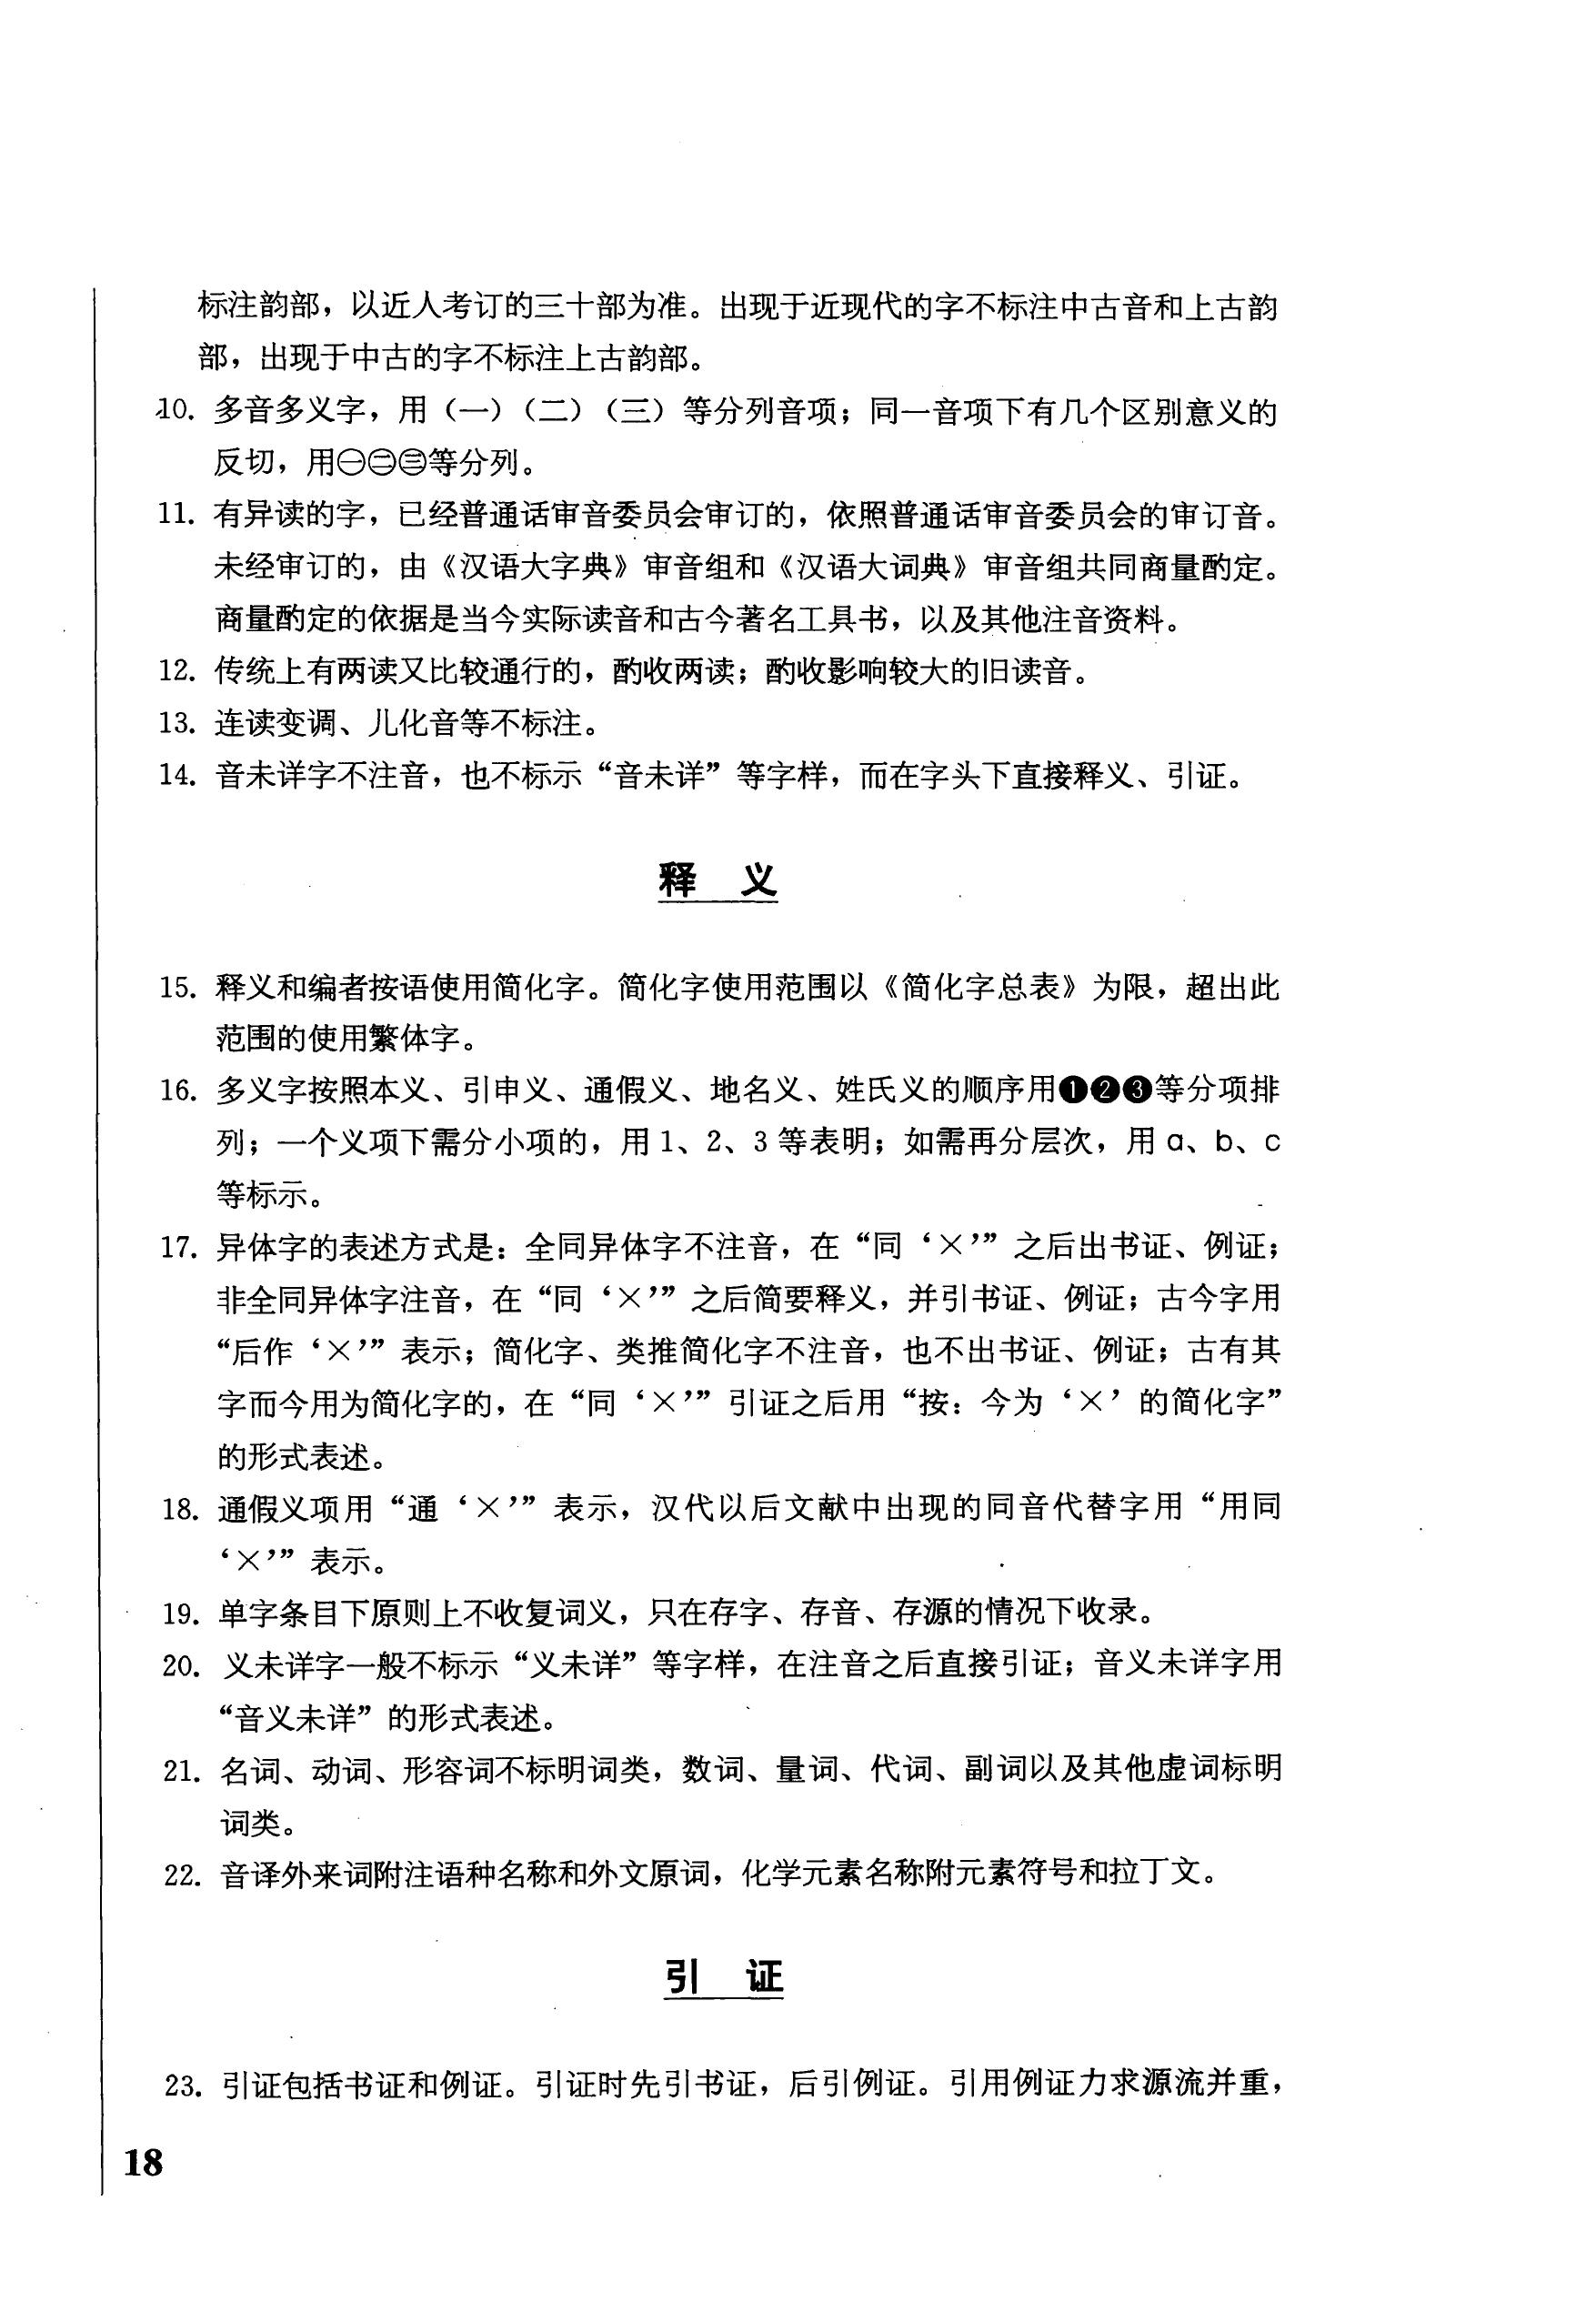 标注韵部，以近人考订的三十部为准。出现于近现代的字不标注中古音和上古韵
部，出现于中古的字不标注上古韵部。
10. 多音多义字，用（一）（二）（三）等分列音项；同一音项下有几个区别意义的
反切，用㊀㊁㊂等分列。
11. 有异读的字，已经普通话审音委员会审订的，依照普通话审音委员会的审订音。
未经审订的，由《汉语大字典》审音组和《汉语大词典》审音组共同商量酌定。
商量酌定的依据是当今实际读音和古今著名工具书，以及其他注音资料。
12. 传统上有两读又比较通行的，酌收两读；酌收影响较大的旧读音。
13. 连读变调、儿化音等不标注。
14. 音未详字不注音，也不标示“音未详”等字样，而在字头下直接释义、引证。
释 义
15. 释义和编者按语使用简化字。简化字使用范围以《简化字总表》为限，超出此
范围的使用繁体字。
16. 多义字按照本义、引申义、通假义、地名义、姓氏义的顺序用❶❷❸等分项排
列；一个义项下需分小项的，用 1、2、3 等表明；如需再分层次，用 a、b、c
等标示。
17. 异体字的表述方式是：全同异体字不注音，在“同‘×’”之后出书证、例证；
非全同异体字注音，在“同‘×’”之后简要释义，并引书证、例证；古今字用
“后作‘×’”表示；简化字、类推简化字不注音，也不出书证、例证；古有其
字而今用为简化字的，在“同‘×’”引证之后用“按：今为‘×’的简化字”
的形式表述。
18. 通假义项用“通‘×’”表示，汉代以后文献中出现的同音代替字用“用同
‘×’”表示。
19. 单字条目下原则上不收复词义，只在存字、存音、存源的情况下收录。
20. 义未详字一般不标示“义未详”等字样，在注音之后直接引证；音义未详字用
“音义未详”的形式表述。
21. 名词、动词、形容词不标明词类，数词、量词、代词、副词以及其他虚词标明
词类。
22. 音译外来词附注语种名称和外文原词，化学元素名称附元素符号和拉丁文。
引 证
23. 引证包括书证和例证。引证时先引书证，后引例证。引用例证力求源流并重，
18